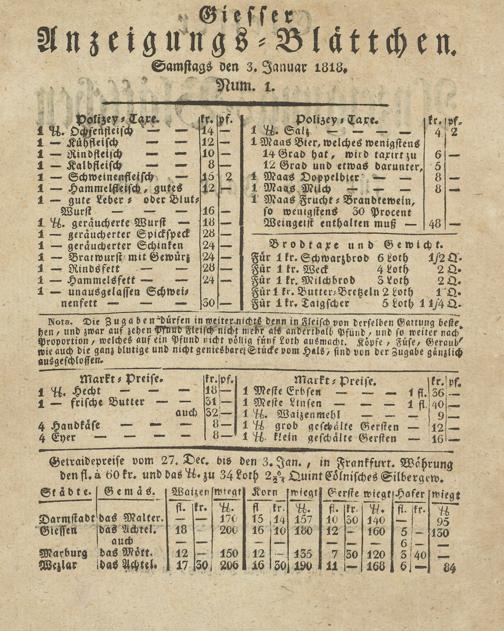 Giesser
Anzeigungs-Blättchen.
Samstags den 3. Januar 1818.
Num. 1.
Polizey-Taxe. kr. pf.
1 ℔. Ochsenfleisch — 14 —
1 — Kühfleisch — 12 —
1 — Rindfleisch — 10 —
1 — Kalbfleisch — 8 —
1 — Schweinenfleisch — 15 2
1 — Hammelfleisch, gutes 12 —
1 — gute Leber- oder Blut-
Wurst — — 16 —
1 ℔. geräucherte Wurst — 18 —
1 — geräucherter Spickspeck 28 —
1 — geräucherter Schinken 24 —
1 — Bratwurst mit Gewürz 24 —
1 — Rindsfett — — 28 —
1 — Hammelsfett — — 24 —
1 — unausgelassen Schwei-
nenfett — — — 30 —
Polizey-Taxe. kr. pf.
1 ℔. Salz — — — 4 2
1 Maas Bier, welches wenigstens
14 Grad hat, wird taxirt zu 6 —
12 Grad und etwas darunter, 5
1 Maas Doppelbier — — 8 —
1 Maas Milch — — 8 —
1 Maas Frucht-Brandtewein,
so wenigstens 30 Procent
Weingeist enthalten muß — 48 —
Brodtaxe und Gewicht.
Für 1 kr. Schwarzbrod 6 Loth 1/2 Q.
Für 1 kr. Weck 4 Loth 2 Q.
Für 1 kr. Milchbrod 3 Loth 2 Q.
Für 1 kr. Butter-Bretzeln 2 Loth 1 Q.
Für 1 kr. Taigscher 5 Loth 1 1/4 Q.
Nota. Die Zugaben dürfen in weiter nichts denn in Fleisch von derselben Gattung beste-
hen, und zwar auf zehen Pfund Fleisch nicht mehr als anderthalb Pfund, und so weiter nach
Proportion, welches auf ein Pfund nicht völlig fünf Loth ausmacht. Köpfe, Füse, Geraub
wie auch die ganz blutige und nicht geniesbare Stücke vom Hals, sind von der Zugabe gänzlich
ausgeschlossen.
Markt-Preise. kr. pf.
1 ℔. Hecht — — — 18 —
1 — frische Butter — — 31 —
auch 32 —
4 Handkäse — — — 8 —
4 Eyer — — — — 8 —
Markt-Preise. kr. pf.
1 Meste Erbsen — — — 1 fl. 36 —
1 Meste Linsen — — — 1 fl. 40 —
1 ℔. Waizenmehl — — — 9 —
1 ℔ grob geschälte Gersten — 12 —
1 ℔ klein geschälte Gersten — 16 —
Getraidepreise vom 27. Dec. bis den 3. Jan., in Frankfurt. Währung
den fl. à 60 kr. und das ℔. zu 34 Loth Quint Cölnisches Silbergew.
Städte. Gemäs. Waizen wiegt Korn wiegt Gerste wiegt Hafer wiegt
fl. kr. ℔. fl. kr. ℔. fl. kr. ℔. fl. kr. ℔
Darmstadt das Malter. — — 170 15 14 157 10 30 140 — 95
Giessen das Achtel. 18 — 200 16 10 180 12 — 160 5 — 130
auch — — — — — — — — — 6 — —
Marburg das Mött. 12 — 150 12 — 135 7 30 120 3 40 —
Wezlar das Achtel. 17 30 206 16 30 190 11 — 168 6 — 84